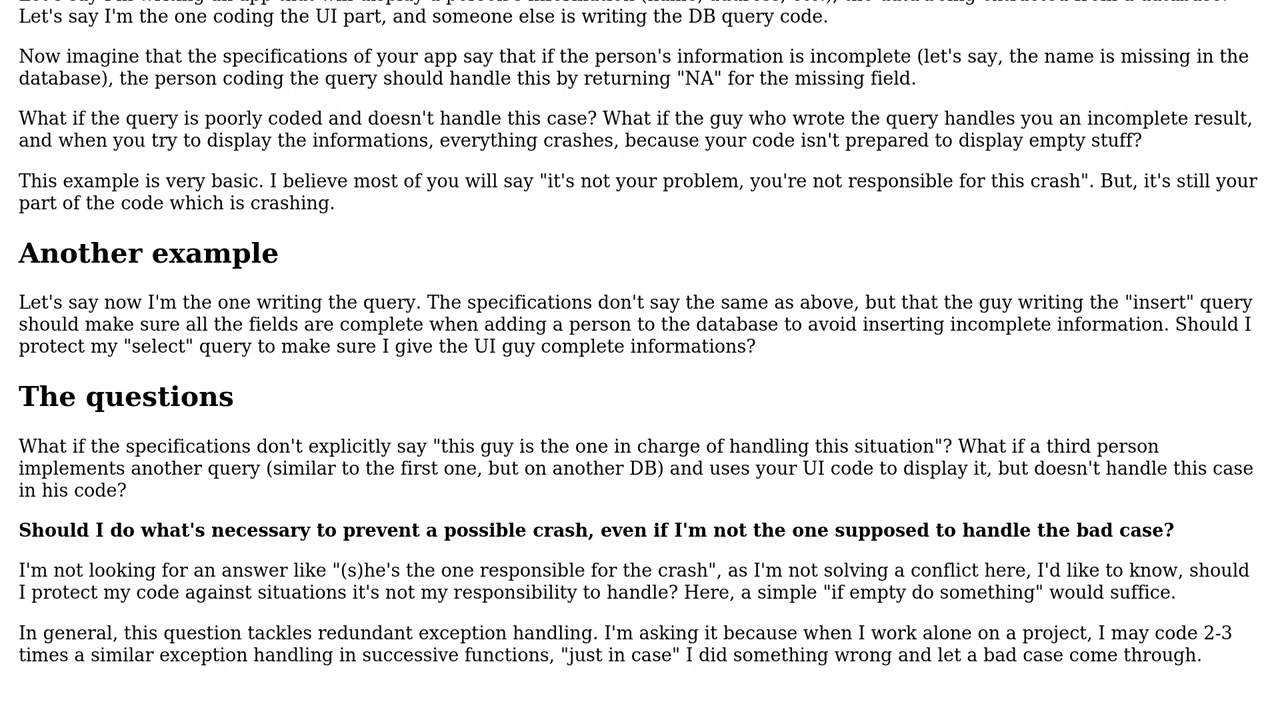 Let's say I'm the one coding the UI part, and someone else is writing the DB query code.
Now imagine that the specifications of your app say that if the person's information is incomplete (let's say, the name is missing in the
database), the person coding the query should handle this by returning "NA" for the missing field.
What if the query is poorly coded and doesn't handle this case? What if the guy who wrote the query handles you an incomplete result,
and when you try to display the informations, everything crashes, because your code isn't prepared to display empty stuff?
This example is very basic. I believe most of you will say "it's not your problem, you're not responsible for this crash". But, it's still your
part of the code which is crashing.
Another example
Let's say now I'm the one writing the query. The specifications don't say the same as above, but that the guy writing the "insert" query
should make sure all the fields are complete when adding a person to the database to avoid inserting incomplete information. Should I
protect my "select" query to make sure I give the UI guy complete informations?
The questions
What if the specifications don't explicitly say "this guy is the one in charge of handling this situation"? What if a third person
implements another query (similar to the first one, but on another DB) and uses your UI code to display it, but doesn't handle this case
in his code?
Should I do what's necessary to prevent a possible crash, even if I'm not the one supposed to handle the bad case?
I'm not looking for an answer like "(s)he's the one responsible for the crash", as I'm not solving a conflict here, I'd like to know, should
I protect my code against situations it's not my responsibility to handle? Here, a simple "if empty do something" would suffice.
In general, this question tackles redundant exception handling. I'm asking it because when I work alone on a project, I may code 2-3
times a similar exception handling in successive functions, "just in case" I did something wrong and let a bad case come through.